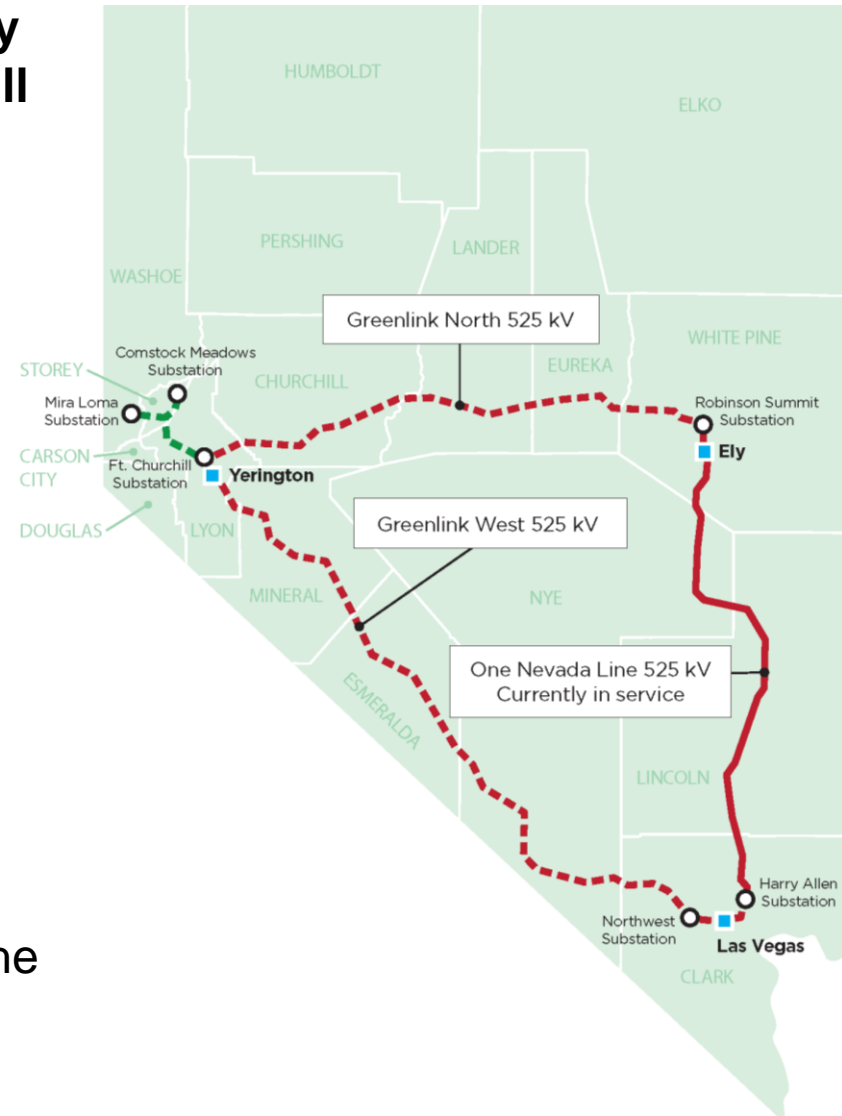 y
ll
HUMBOLDT
ELKO
PERSHING
LANDER
WASHOE
Greenlink North 525 kV
WHITE PINE
EUREKA
Comstock Meadows
Substation
STOREY
CHURCHILL
Mira Loma
Substation
Robinson Summit
Substation
CARSON
CITY
Ft. Churchill
Substation
Yerington
Ely
DOUGLAS
LYON
Greenlink West 525 kV
MINERAL
NYE
One Nevada Line 525 kV
Currently in service
ESMERALDA
LINCOLN
Harry Allen
Substation
Northwest
Substation
Las Vegas
ne
CLARK